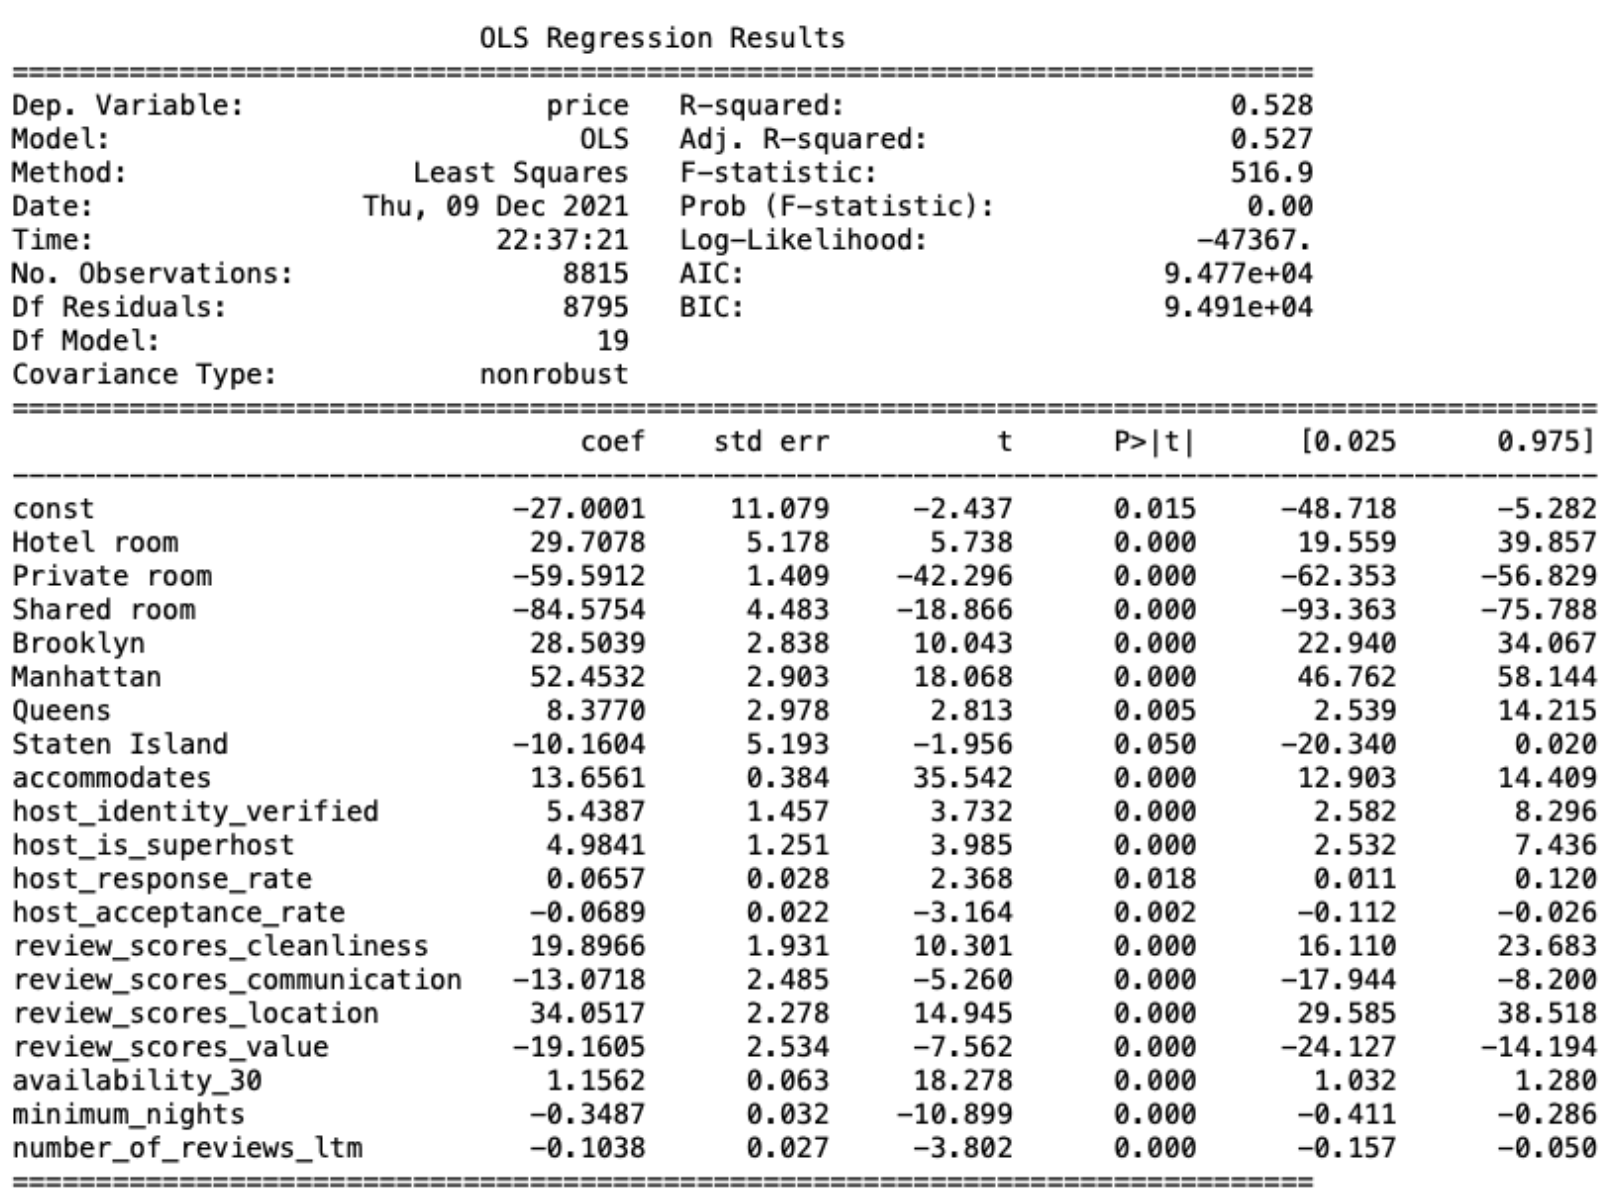 OLS Regression Results
==============================================================================
Dep. Variable:                  price   R-squared:                       0.528
Model:                            OLS   Adj. R-squared:                  0.527
Method:                 Least Squares   F-statistic:                     516.9
Date:                Thu, 09 Dec 2021   Prob (F-statistic):               0.00
Time:                        22:37:21   Log-Likelihood:                -47367.
No. Observations:                8815   AIC:                         9.477e+04
Df Residuals:                    8795   BIC:                         9.491e+04
Df Model:                          19
Covariance Type:            nonrobust
===============================================================================================
                                  coef    std err          t      P>|t|      [0.025      0.975]
-----------------------------------------------------------------------------------------------
const                         -27.0001     11.079     -2.437      0.015     -48.718      -5.282
Hotel room                     29.7078      5.178      5.738      0.000      19.559      39.857
Private room                  -59.5912      1.409    -42.296      0.000     -62.353     -56.829
Shared room                   -84.5754      4.483    -18.866      0.000     -93.363     -75.788
Brooklyn                       28.5039      2.838     10.043      0.000      22.940      34.067
Manhattan                      52.4532      2.903     18.068      0.000      46.762      58.144
Queens                          8.3770      2.978      2.813      0.005       2.539      14.215
Staten Island                 -10.1604      5.193     -1.956      0.050     -20.340       0.020
accommodates                   13.6561      0.384     35.542      0.000      12.903      14.409
host_identity_verified          5.4387      1.457      3.732      0.000       2.582       8.296
host_is_superhost               4.9841      1.251      3.985      0.000       2.532       7.436
host_response_rate              0.0657      0.028      2.368      0.018       0.011       0.120
host_acceptance_rate           -0.0689      0.022     -3.164      0.002      -0.112      -0.026
review_scores_cleanliness      19.8966      1.931     10.301      0.000      16.110      23.683
review_scores_communication   -13.0718      2.485     -5.260      0.000     -17.944      -8.200
review_scores_location         34.0517      2.278     14.945      0.000      29.585      38.518
review_scores_value           -19.1605      2.534     -7.562      0.000     -24.127     -14.194
availability_30                 1.1562      0.063     18.278      0.000       1.032       1.280
minimum_nights                 -0.3487      0.032    -10.899      0.000      -0.411      -0.286
number_of_reviews_ltm          -0.1038      0.027     -3.802      0.000      -0.157      -0.050
==============================================================================